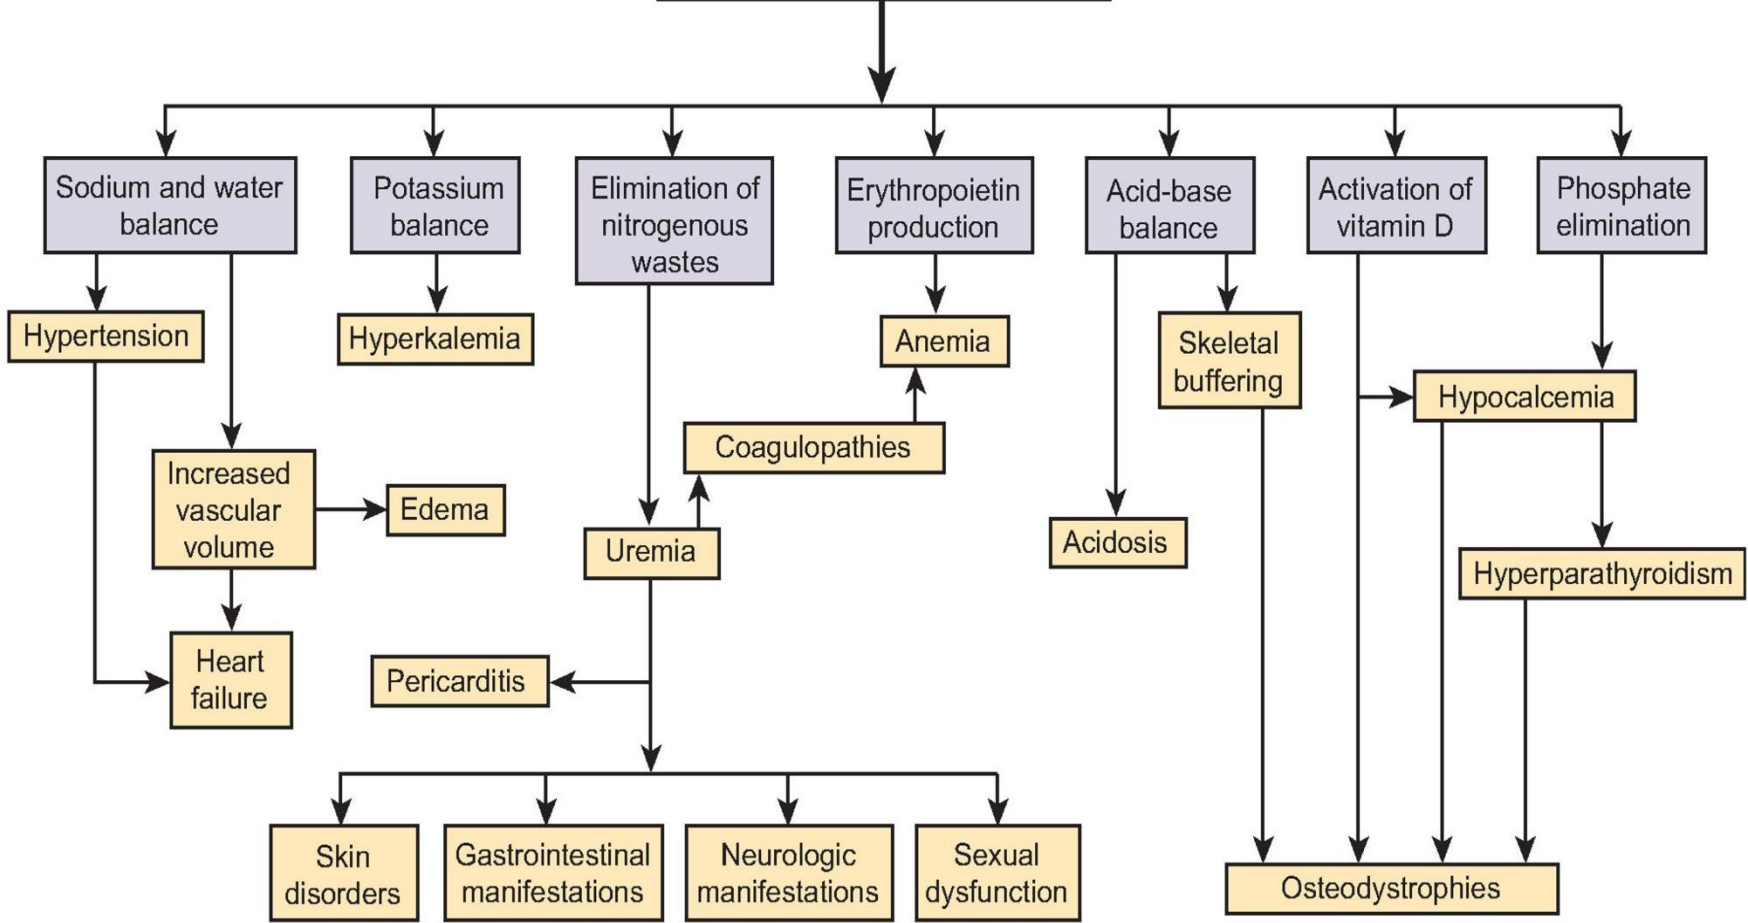 Sodium and water
balance
Potassium
balance
Elimination of
nitrogenous
wastes
Erythropoietin
production
Acid-base
balance
Activation of
vitamin D
Phosphate
elimination
Hypertension
Hyperkalemia
Anemia
Skeletal
buffering
Hypocalcemia
Coagulopathies
Increased
vascular
volume
Edema
Uremia
Acidosis
Hyperparathyroidism
Heart
failure
Pericarditis
Skin
disorders
Gastrointestinal
manifestations
Neurologic
manifestations
Sexual
dysfunction
Osteodystrophies